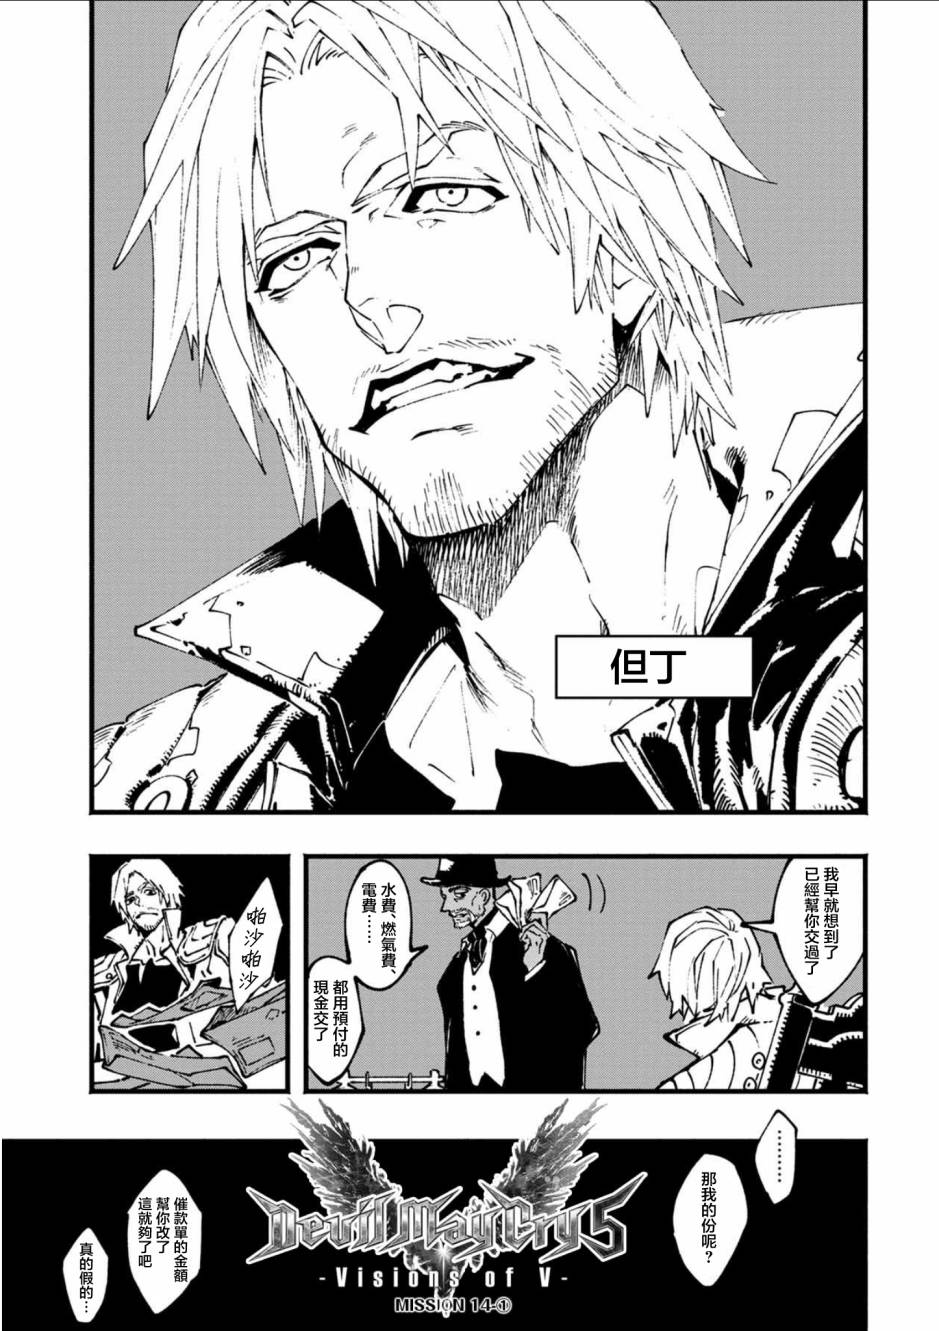 但丁
我早就想到了
已經幫你交過了
水費、燃氣費、
電費……
都用預付的
現金交了
啪沙啪沙
………
那我的份呢?
催款單的金額
幫你改了
這就夠了吧
真的假的…
Devil May Cry 5
- Visions of V -
MISSION 14-①